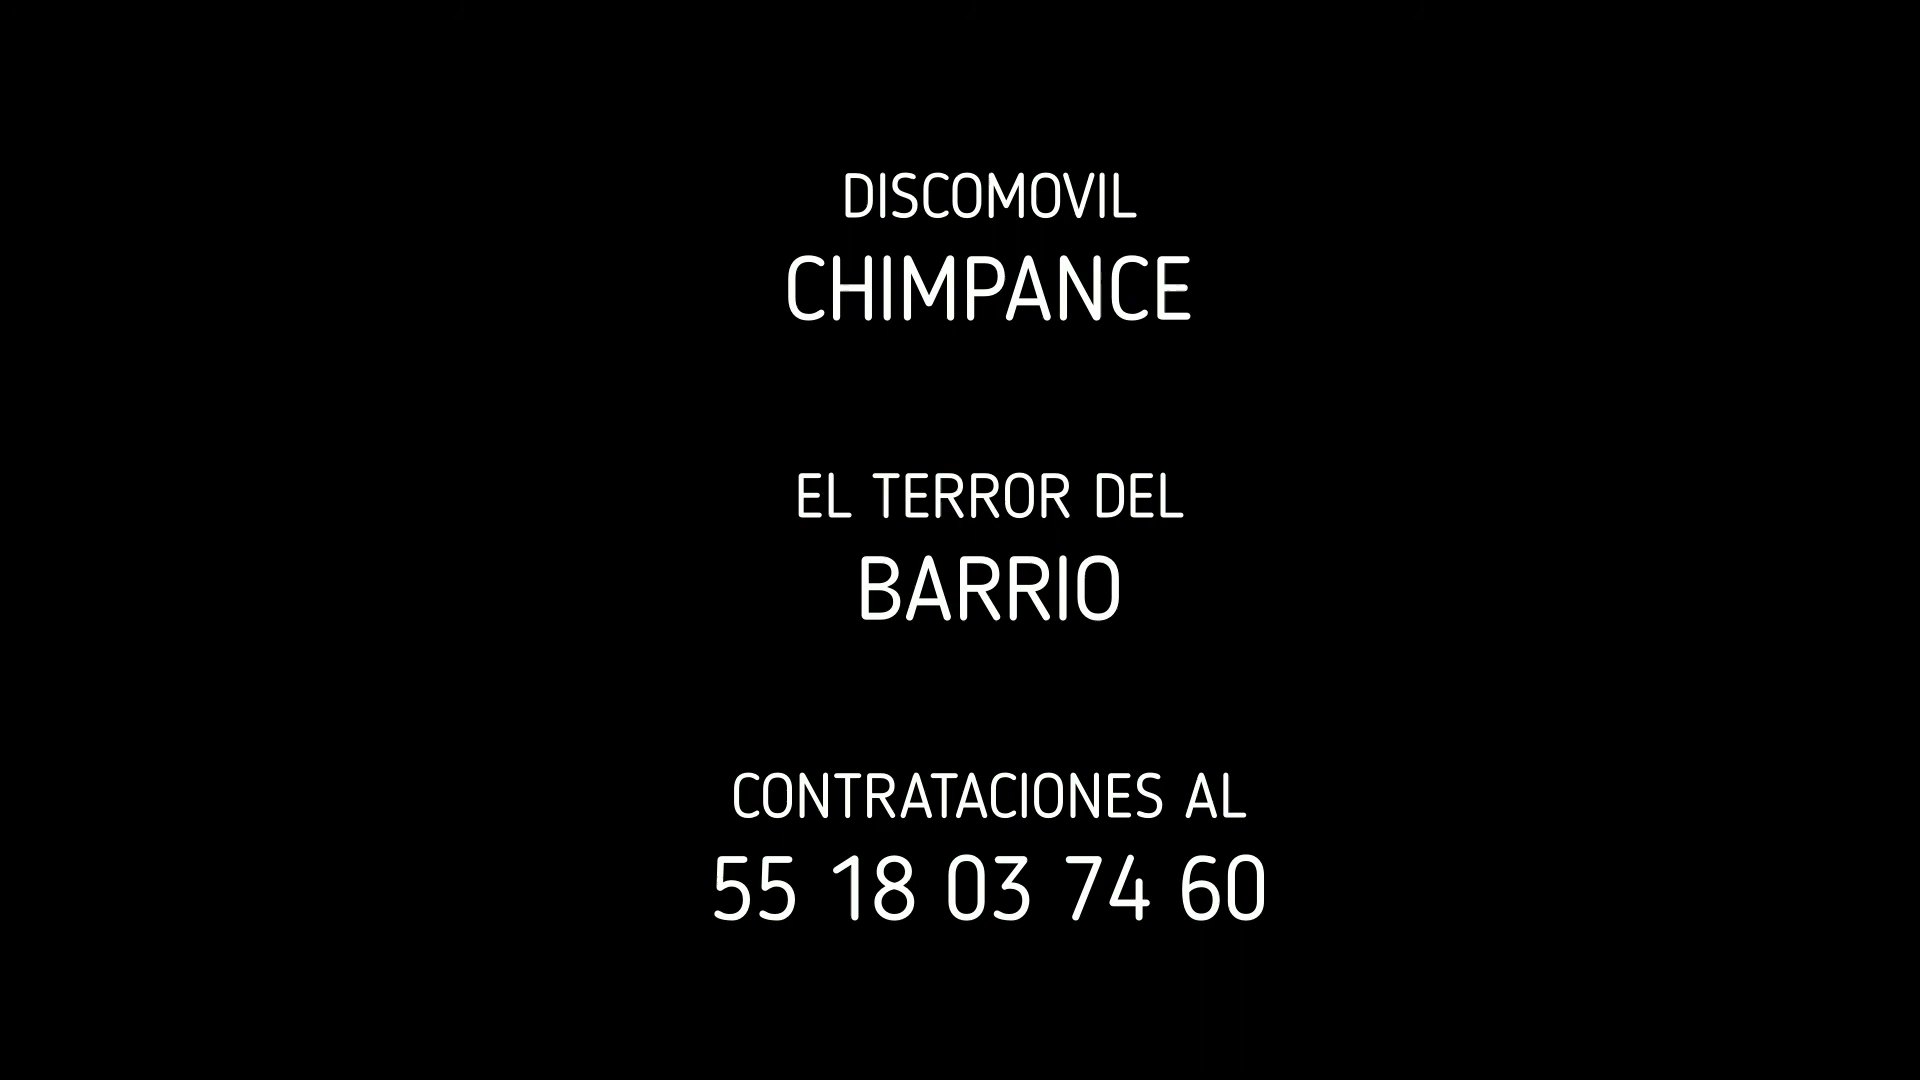 DISCOMOVIL
CHIMPANCE
EL TERROR DEL
BARRIO
CONTRATACIONES AL
55 18 03 74 60